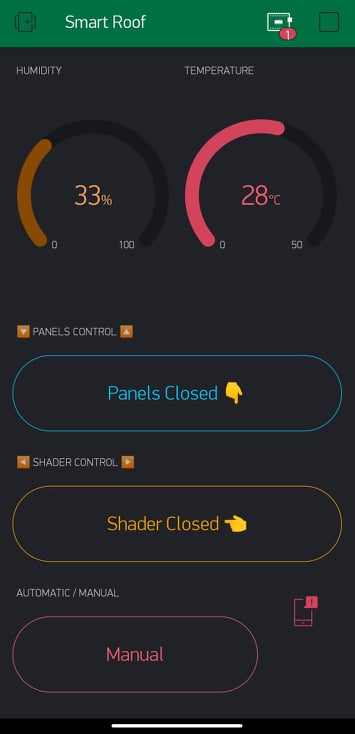 Smart Roof
1
HUMIDITY
TEMPERATURE
33%
28°C
0
100
0
50
🔽 PANELS CONTROL 🔼
Panels Closed 👇
◀️ SHADER CONTROL ▶️
Shader Closed 👈
AUTOMATIC / MANUAL
!
Manual